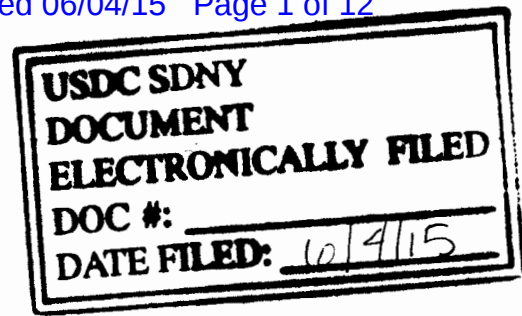 ed 06/04/15 Page 1 of 12
USDC SDNY
DOCUMENT
ELECTRONICALLY FILED
DOC #:
DATE FILED: 6/4/15